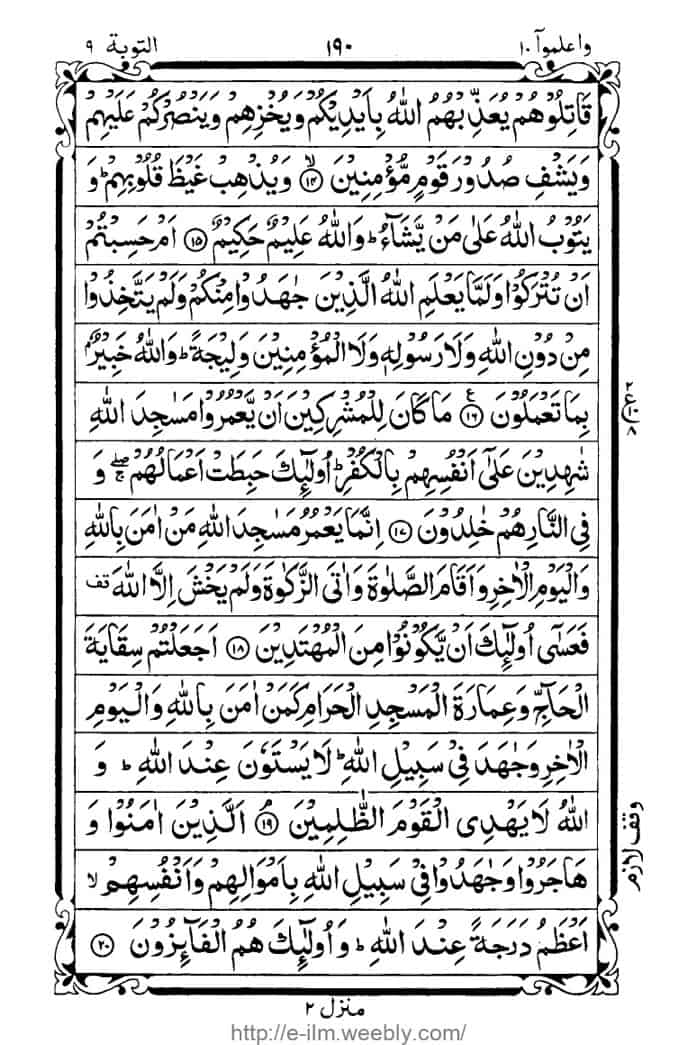 واعلموآ ١٠ ١٩٠ التوبة ٩
قَاتِلُوْهُمْ يُعَذِّبْهُمُ اللّٰهُ بِاَيْدِيْكُمْ وَيُخْزِهِمْ وَيَنْصُرْكُمْ عَلَيْهِمْ
وَيَشْفِ صُدُوْرَ قَوْمٍ مُّؤْمِنِيْنَ ۙ ﴿١٤﴾ وَيُذْهِبْ غَيْظَ قُلُوْبِهِمْ ؕ وَ
يَتُوْبُ اللّٰهُ عَلٰى مَنْ يَّشَآءُ ؕ وَاللّٰهُ عَلِيْمٌ حَكِيْمٌ ﴿١٥﴾ اَمْ حَسِبْتُمْ
اَنْ تُتْرَكُوْا وَلَمَّا يَعْلَمِ اللّٰهُ الَّذِيْنَ جٰهَدُوْا مِنْكُمْ وَلَمْ يَتَّخِذُوْا
مِنْ دُوْنِ اللّٰهِ وَلَا رَسُوْلِهٖ وَلَا الْمُؤْمِنِيْنَ وَلِيْجَةً ؕ وَاللّٰهُ خَبِيْرٌۢ
بِمَا تَعْمَلُوْنَ ﴿١٦﴾ ع مَا كَانَ لِلْمُشْرِكِيْنَ اَنْ يَّعْمُرُوْا مَسٰجِدَ اللّٰهِ
شٰهِدِيْنَ عَلٰٓى اَنْفُسِهِمْ بِالْكُفْرِ ؕ اُولٰٓئِكَ حَبِطَتْ اَعْمَالُهُمْ ۖۚ وَ
فِى النَّارِ هُمْ خٰلِدُوْنَ ﴿١٧﴾ اِنَّمَا يَعْمُرُ مَسٰجِدَ اللّٰهِ مَنْ اٰمَنَ بِاللّٰهِ
وَالْيَوْمِ الْاٰخِرِ وَاَقَامَ الصَّلٰوةَ وَاٰتَى الزَّكٰوةَ وَلَمْ يَخْشَ اِلَّا اللّٰهَ قف
فَعَسٰٓى اُولٰٓئِكَ اَنْ يَّكُوْنُوْا مِنَ الْمُهْتَدِيْنَ ﴿١٨﴾ اَجَعَلْتُمْ سِقَايَةَ
الْحَآجِّ وَعِمَارَةَ الْمَسْجِدِ الْحَرَامِ كَمَنْ اٰمَنَ بِاللّٰهِ وَالْيَوْمِ
الْاٰخِرِ وَجٰهَدَ فِىْ سَبِيْلِ اللّٰهِ ؕ لَا يَسْتَوٗنَ عِنْدَ اللّٰهِ ؕ وَ
اللّٰهُ لَا يَهْدِى الْقَوْمَ الظّٰلِمِيْنَ ۘ ﴿١٩﴾ اَلَّذِيْنَ اٰمَنُوْا وَ
هَاجَرُوْا وَجٰهَدُوْا فِىْ سَبِيْلِ اللّٰهِ بِاَمْوَالِهِمْ وَاَنْفُسِهِمْ ۙ
اَعْظَمُ دَرَجَةً عِنْدَ اللّٰهِ ؕ وَاُولٰٓئِكَ هُمُ الْفَآئِزُوْنَ ﴿٢٠﴾
وقف لازم
منزل ٢
http://e-ilm.weebly.com/